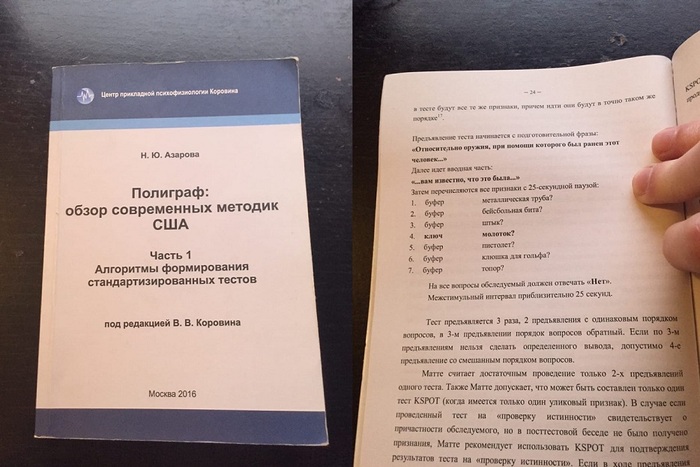 Центр прикладной психофизиологии Коровина
Н. Ю. Азарова
Полиграф:
обзор современных методик
США
Часть 1
Алгоритмы формирования
стандартизированных тестов
под редакцией В. В. Коровина
Москва 2016
— 24 —
в тесте будут все те же признаки, причем идти они будут в точно таком же
порядке¹⁷.
Предъявление теста начинается с подготовительной фразы:
«Относительно оружия, при помощи которого был ранен этот
человек...»
Далее идет вводная часть:
«...вам известно, что это была...»
Затем перечисляются все признаки с 25-секундной паузой:
1. буфер металлическая труба?
2. буфер бейсбольная бита?
3. буфер штык?
4. ключ молоток?
5. буфер пистолет?
6. буфер клюшка для гольфа?
7. буфер топор?
На все вопросы обследуемый должен отвечать «Нет».
Межстимульный интервал приблизительно 25 секунд.
Тест предъявляется 3 раза, 2 предъявления с одинаковым порядком
вопросов, в 3-м предъявлении порядок вопросов обратный. Если по 3-м
предъявлениям нельзя сделать определенного вывода, допустимо 4-е
предъявление со смешанным порядком вопросов.
Матте считает достаточным проведение только 2-х предъявлений
одного теста. Также Матте допускает, что может быть составлен только один
тест KSPOT (когда имеется только один уликовый признак). В случае если
проведенный тест на «проверку истинности» свидетельствует о
причастности обследуемого, но в посттестовой беседе не было получено
признания, Матте рекомендует использовать KSPOT для подтверждения
результатов теста на «проверку истинности». Если в ходе предъявления
KSPOT